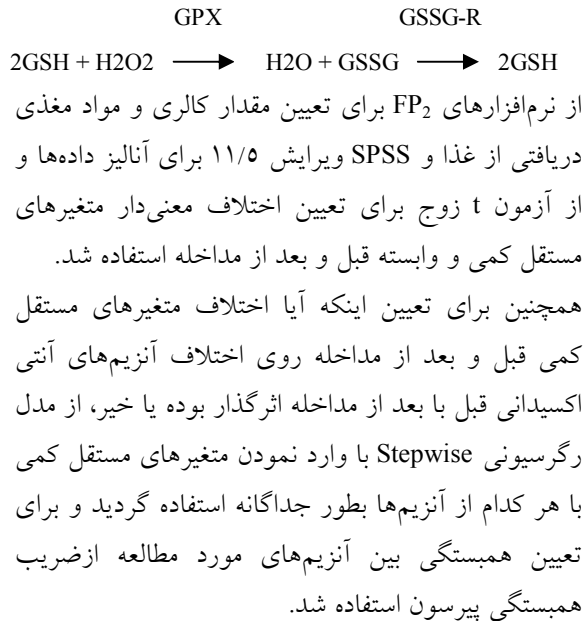 GPX GSSG-R
2GSH + H2O2 → H2O + GSSG → 2GSH
از نرم‌افزارهای FP₂ برای تعیین مقدار کالری و مواد مغذی
دریافتی از غذا و SPSS ویرایش ۱۱/۵ برای آنالیز داده‌ها و
از آزمون t زوج برای تعیین اختلاف معنی‌دار متغیرهای
مستقل کمی و وابسته قبل و بعد از مداخله استفاده شد.
همچنین برای تعیین اینکه آیا اختلاف متغیرهای مستقل
کمی قبل و بعد از مداخله روی اختلاف آنزیم‌های آنتی
اکسیدانی قبل با بعد از مداخله اثرگذار بوده یا خیر، از مدل
رگرسیونی Stepwise با وارد نمودن متغیرهای مستقل کمی
با هر کدام از آنزیم‌ها بطور جداگانه استفاده گردید و برای
تعیین همبستگی بین آنزیم‌های مورد مطالعه ازضریب
همبستگی پیرسون استفاده شد.